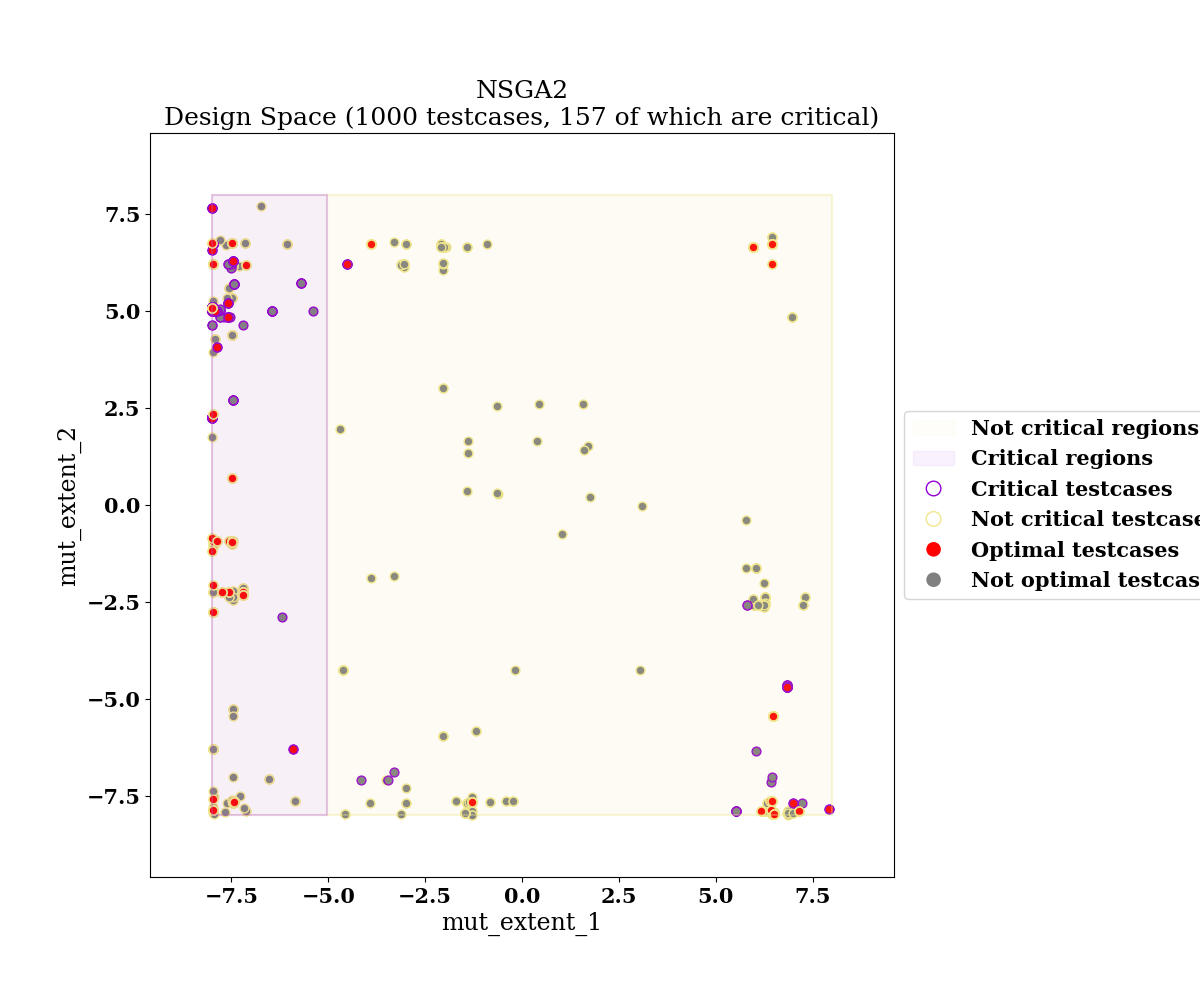 NSGA2
Design Space (1000 testcases, 157 of which are critical)
7.5
5.0
2.5
0.0
−2.5
−5.0
−7.5
mut_extent_2
−7.5 −5.0 −2.5 0.0 2.5 5.0 7.5
mut_extent_1
Not critical regions
Critical regions
Critical testcases
Not critical testcase
Optimal testcases
Not optimal testcas